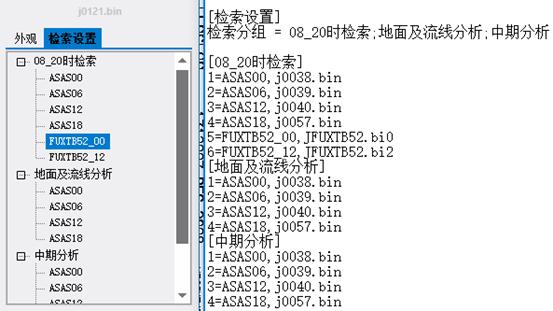 j0121.bin
外观 检索设置
08_20时检索
ASAS00
ASAS06
ASAS12
ASAS18
FUXTB52_00
FUXTB52_12
地面及流线分析
ASAS00
ASAS06
ASAS12
ASAS18
中期分析
ASAS00
ASAS06
ASAS12
[检索设置]
检索分组 = 08_20时检索;地面及流线分析;中期分析
[08_20时检索]
1=ASAS00,j0038.bin
2=ASAS06,j0039.bin
3=ASAS12,j0040.bin
4=ASAS18,j0057.bin
5=FUXTB52_00,JFUXTB52.bi0
6=FUXTB52_12,JFUXTB52.bi2
[地面及流线分析]
1=ASAS00,j0038.bin
2=ASAS06,j0039.bin
3=ASAS12,j0040.bin
4=ASAS18,j0057.bin
[中期分析]
1=ASAS00,j0038.bin
2=ASAS06,j0039.bin
3=ASAS12,j0040.bin
4=ASAS18,j0057.bin